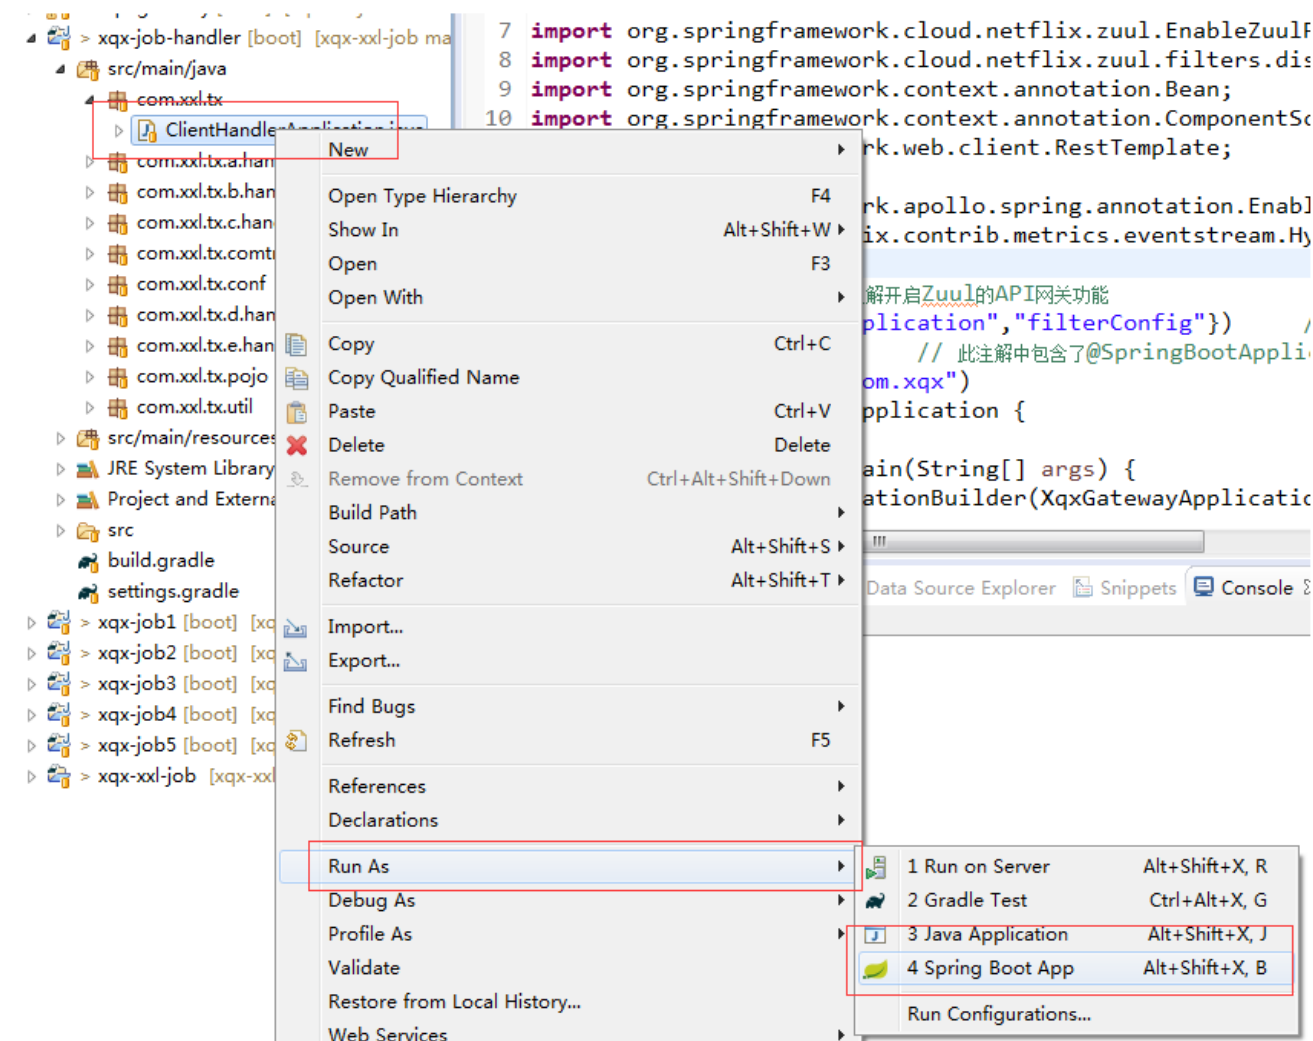 > xqx-job-handler [boot] [xqx-xxl-job ma
src/main/java
com.xxl.tx
ClientHandlerApplication.java
com.xxl.tx.a.han
com.xxl.tx.b.han
com.xxl.tx.c.han
com.xxl.tx.comt
com.xxl.tx.conf
com.xxl.tx.d.han
com.xxl.tx.e.han
com.xxl.tx.pojo
com.xxl.tx.util
src/main/resources
JRE System Library
Project and Externa
src
build.gradle
settings.gradle
> xqx-job1 [boot] [xq
> xqx-job2 [boot] [xq
> xqx-job3 [boot] [xq
> xqx-job4 [boot] [xq
> xqx-job5 [boot] [xq
> xqx-xxl-job [xqx-xxl
7 import org.springframework.cloud.netflix.zuul.EnableZuulP
8 import org.springframework.cloud.netflix.zuul.filters.dis
9 import org.springframework.context.annotation.Bean;
10 import org.springframework.context.annotation.ComponentSc
rk.web.client.RestTemplate;
rk.apollo.spring.annotation.Enabl
ix.contrib.metrics.eventstream.Hy
解开启Zuul的API网关功能
plication","filterConfig"}) /
// 此注解中包含了@SpringBootAppli
om.xqx")
pplication {
ain(String[] args) {
ationBuilder(XqxGatewayApplicatio
Data Source Explorer Snippets Console
New
Open Type Hierarchy F4
Show In Alt+Shift+W
Open F3
Open With
Copy Ctrl+C
Copy Qualified Name
Paste Ctrl+V
Delete Delete
Remove from Context Ctrl+Alt+Shift+Down
Build Path
Source Alt+Shift+S
Refactor Alt+Shift+T
Import...
Export...
Find Bugs
Refresh F5
References
Declarations
Run As
Debug As
Profile As
Validate
Restore from Local History...
Web Services
1 Run on Server Alt+Shift+X, R
2 Gradle Test Ctrl+Alt+X, G
3 Java Application Alt+Shift+X, J
4 Spring Boot App Alt+Shift+X, B
Run Configurations...